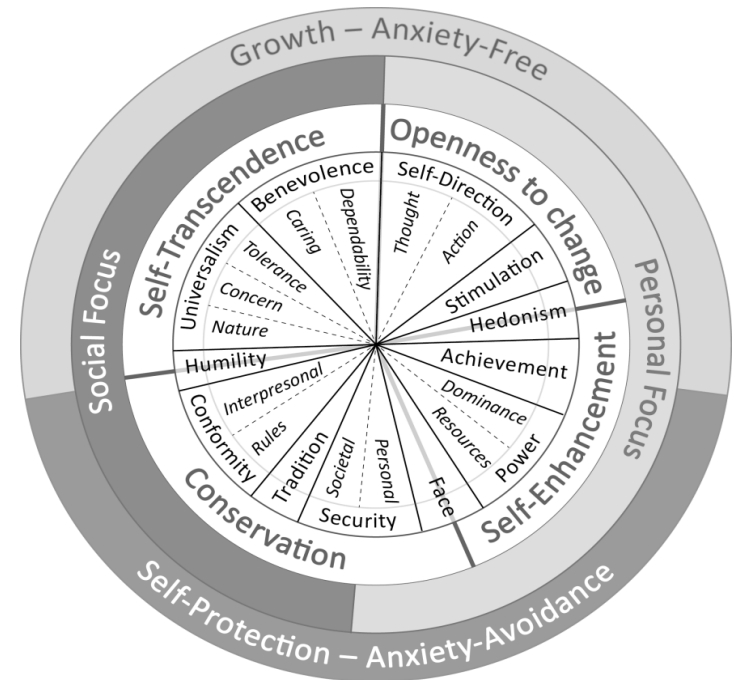 Growth – Anxiety-Free
Social Focus
Personal Focus
Self-Protection – Anxiety-Avoidance
Self-Transcendence
Openness to change
Self-Enhancement
Conservation
Benevolence
Caring
Dependability
Self-Direction
Thought
Action
Stimulation
Hedonism
Achievement
Power
Dominance
Resources
Face
Security
Personal
Societal
Tradition
Conformity
Rules
Interpresonal
Humility
Universalism
Nature
Concern
Tolerance